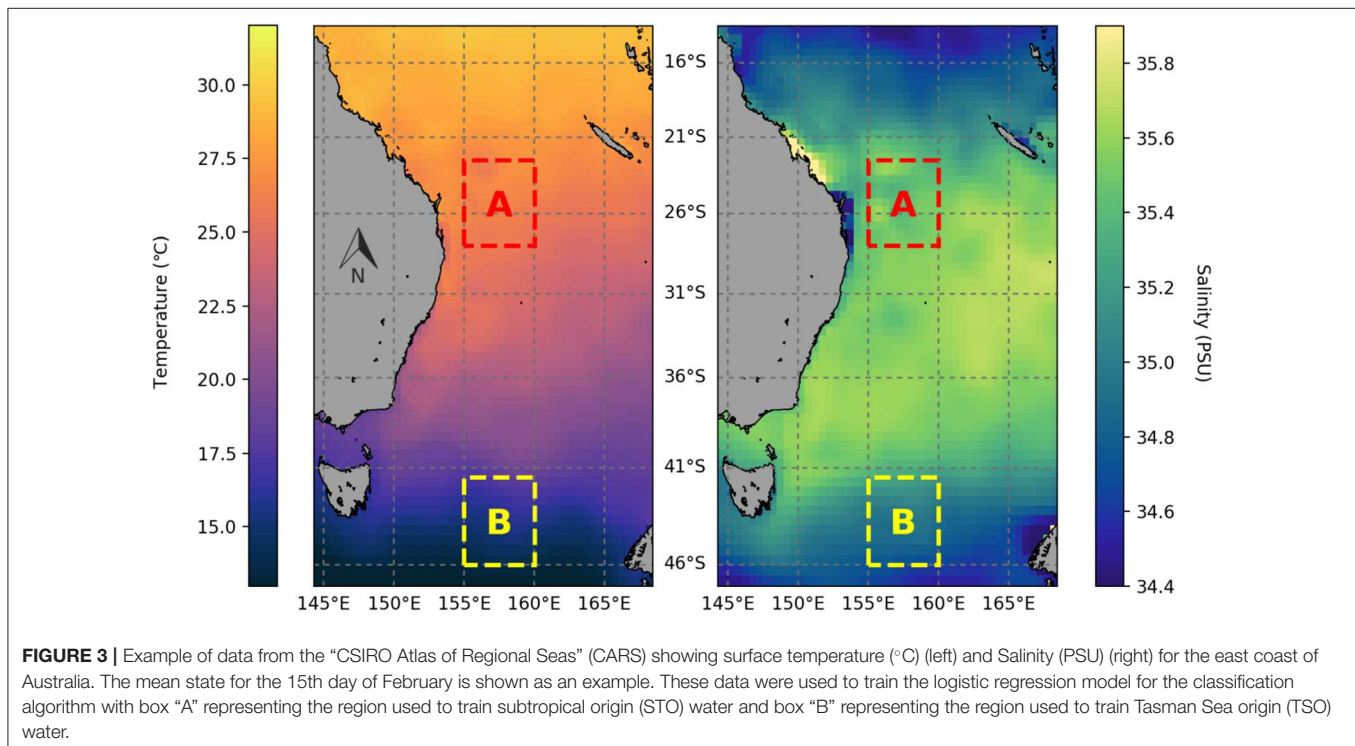 Temperature (°C)
30.0
27.5
25.0
22.5
20.0
17.5
15.0
A
N
B
145°E 150°E 155°E 160°E 165°E
16°S
21°S
26°S
31°S
36°S
41°S
46°S
A
B
145°E 150°E 155°E 160°E 165°E
35.8
35.6
35.4
35.2
35.0
34.8
34.6
34.4
Salinity (PSU)
FIGURE 3 | Example of data from the “CSIRO Atlas of Regional Seas” (CARS) showing surface temperature (°C) (left) and Salinity (PSU) (right) for the east coast of
Australia. The mean state for the 15th day of February is shown as an example. These data were used to train the logistic regression model for the classification
algorithm with box “A” representing the region used to train subtropical origin (STO) water and box “B” representing the region used to train Tasman Sea origin (TSO)
water.